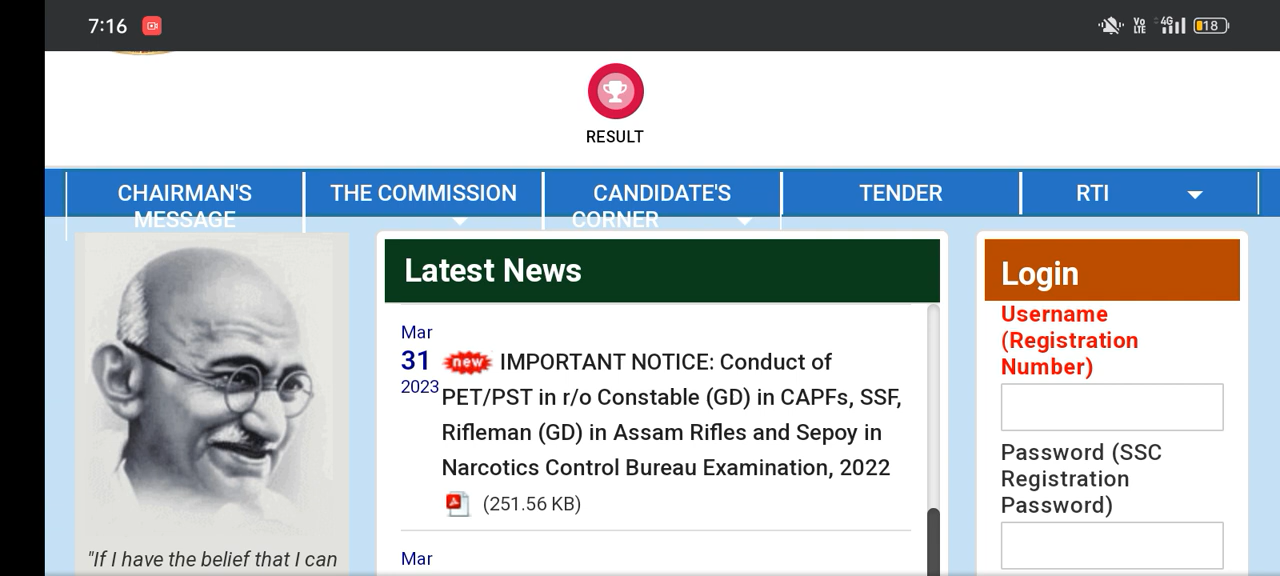 7:16
Vo
LTE
4G
18
RESULT
CHAIRMAN'S
MESSAGE
THE COMMISSION
CANDIDATE'S
CORNER
TENDER
RTI
"If I have the belief that I can
Latest News
Mar
31
2023
new IMPORTANT NOTICE: Conduct of
PET/PST in r/o Constable (GD) in CAPFs, SSF,
Rifleman (GD) in Assam Rifles and Sepoy in
Narcotics Control Bureau Examination, 2022
(251.56 KB)
Mar
Login
Username
(Registration
Number)
Password (SSC
Registration
Password)